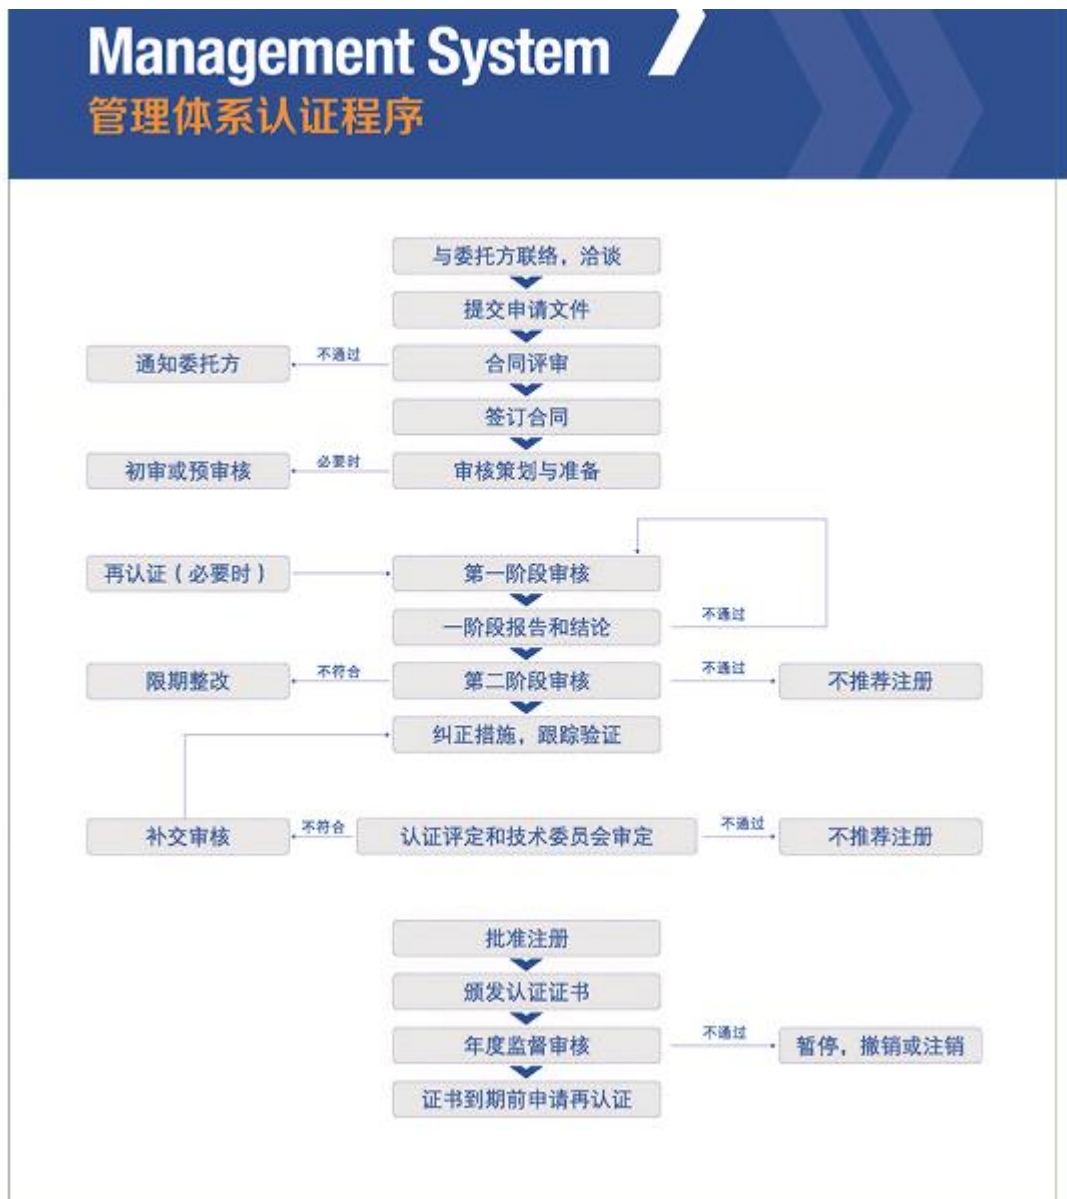 Management System
管理体系认证程序
与委托方联络，洽谈
提交申请文件
通知委托方
不通过
合同评审
签订合同
初审或预审核
必要时
审核策划与准备
再认证（必要时）
第一阶段审核
一阶段报告和结论
不通过
限期整改
不符合
第二阶段审核
不通过
不推荐注册
纠正措施，跟踪验证
补交审核
不符合
认证评定和技术委员会审定
不通过
不推荐注册
批准注册
颁发认证证书
年度监督审核
不通过
暂停，撤销或注销
证书到期前申请再认证